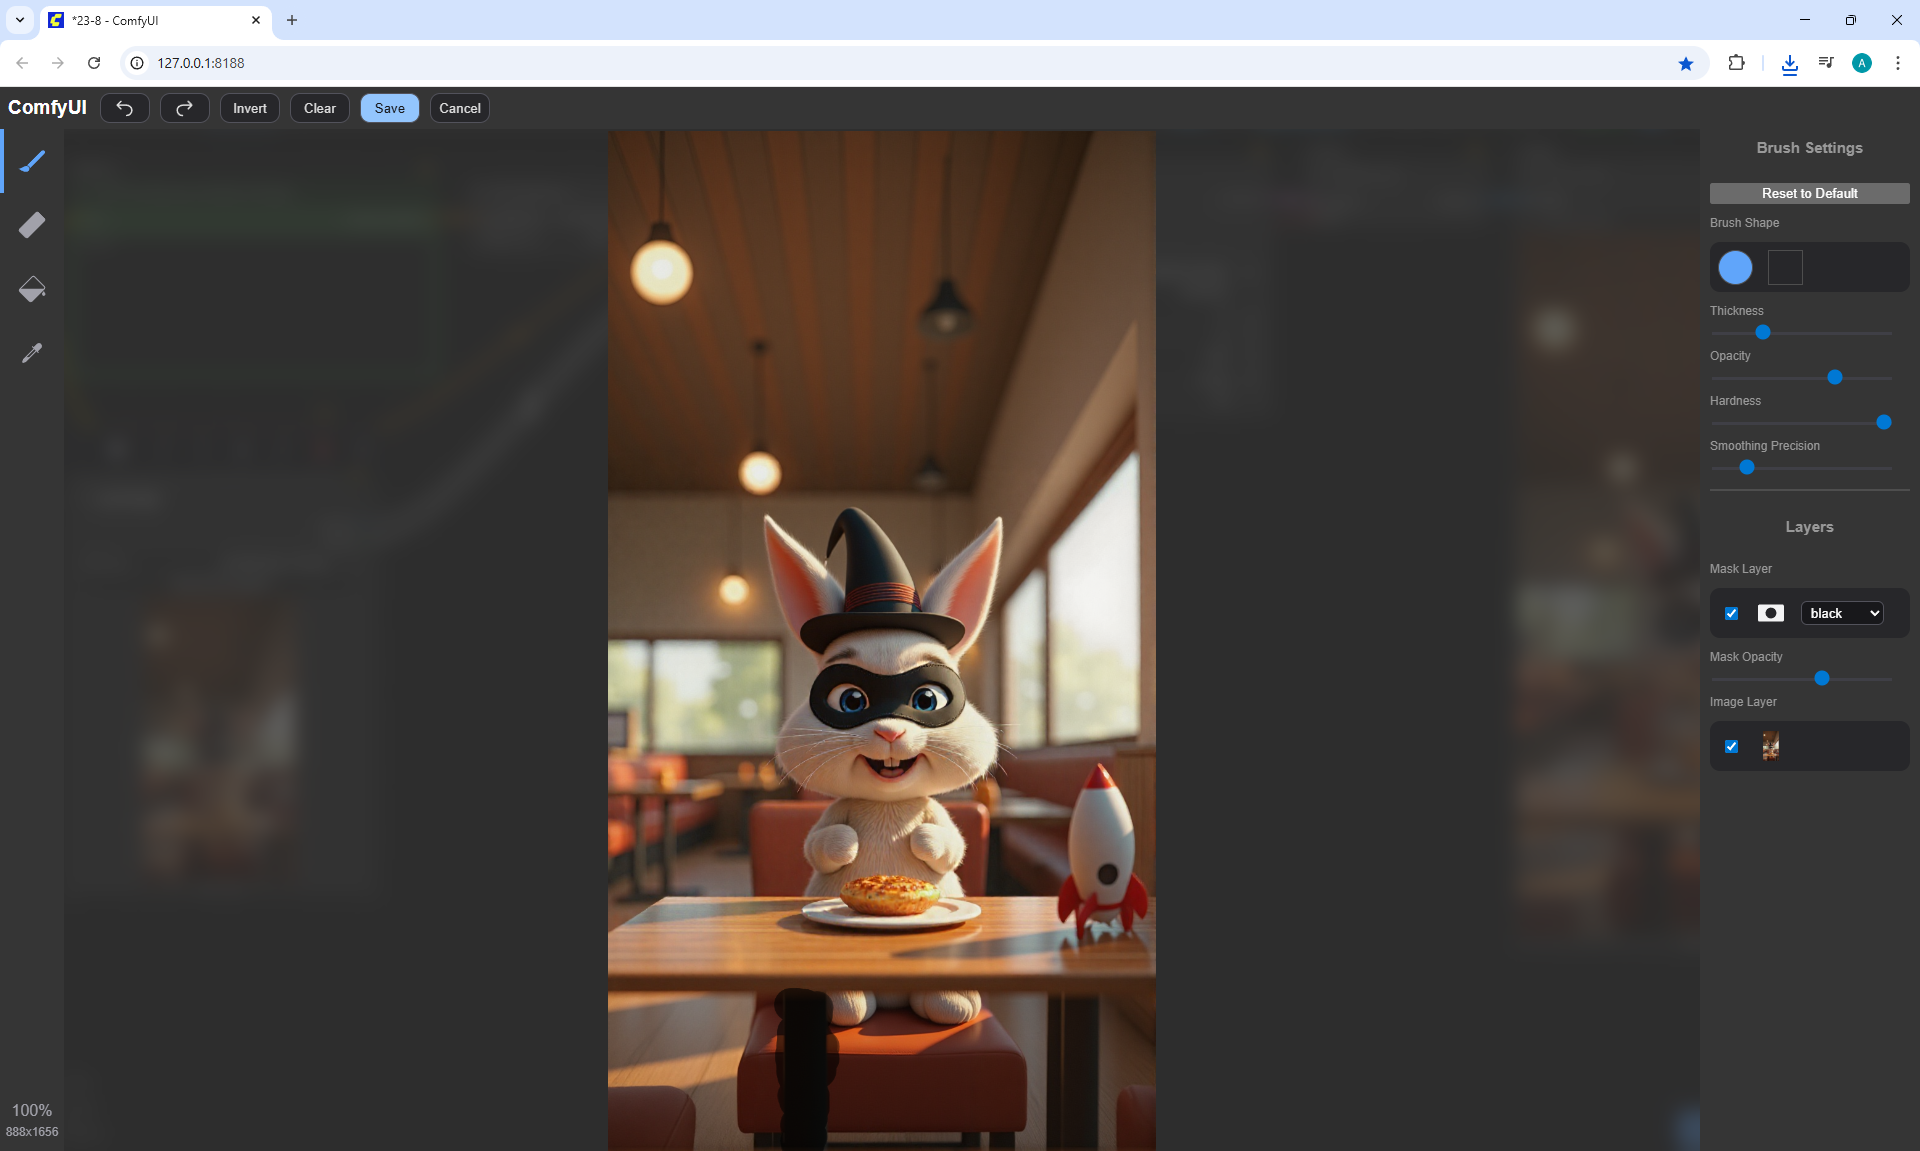 *23-8 - ComfyUI
127.0.0.1:8188
ComfyUI
Invert
Clear
Save
Cancel
A
Brush Settings
Reset to Default
Brush Shape
Thickness
Opacity
Hardness
Smoothing Precision
Layers
Mask Layer
black
Mask Opacity
Image Layer
100%
888x1656